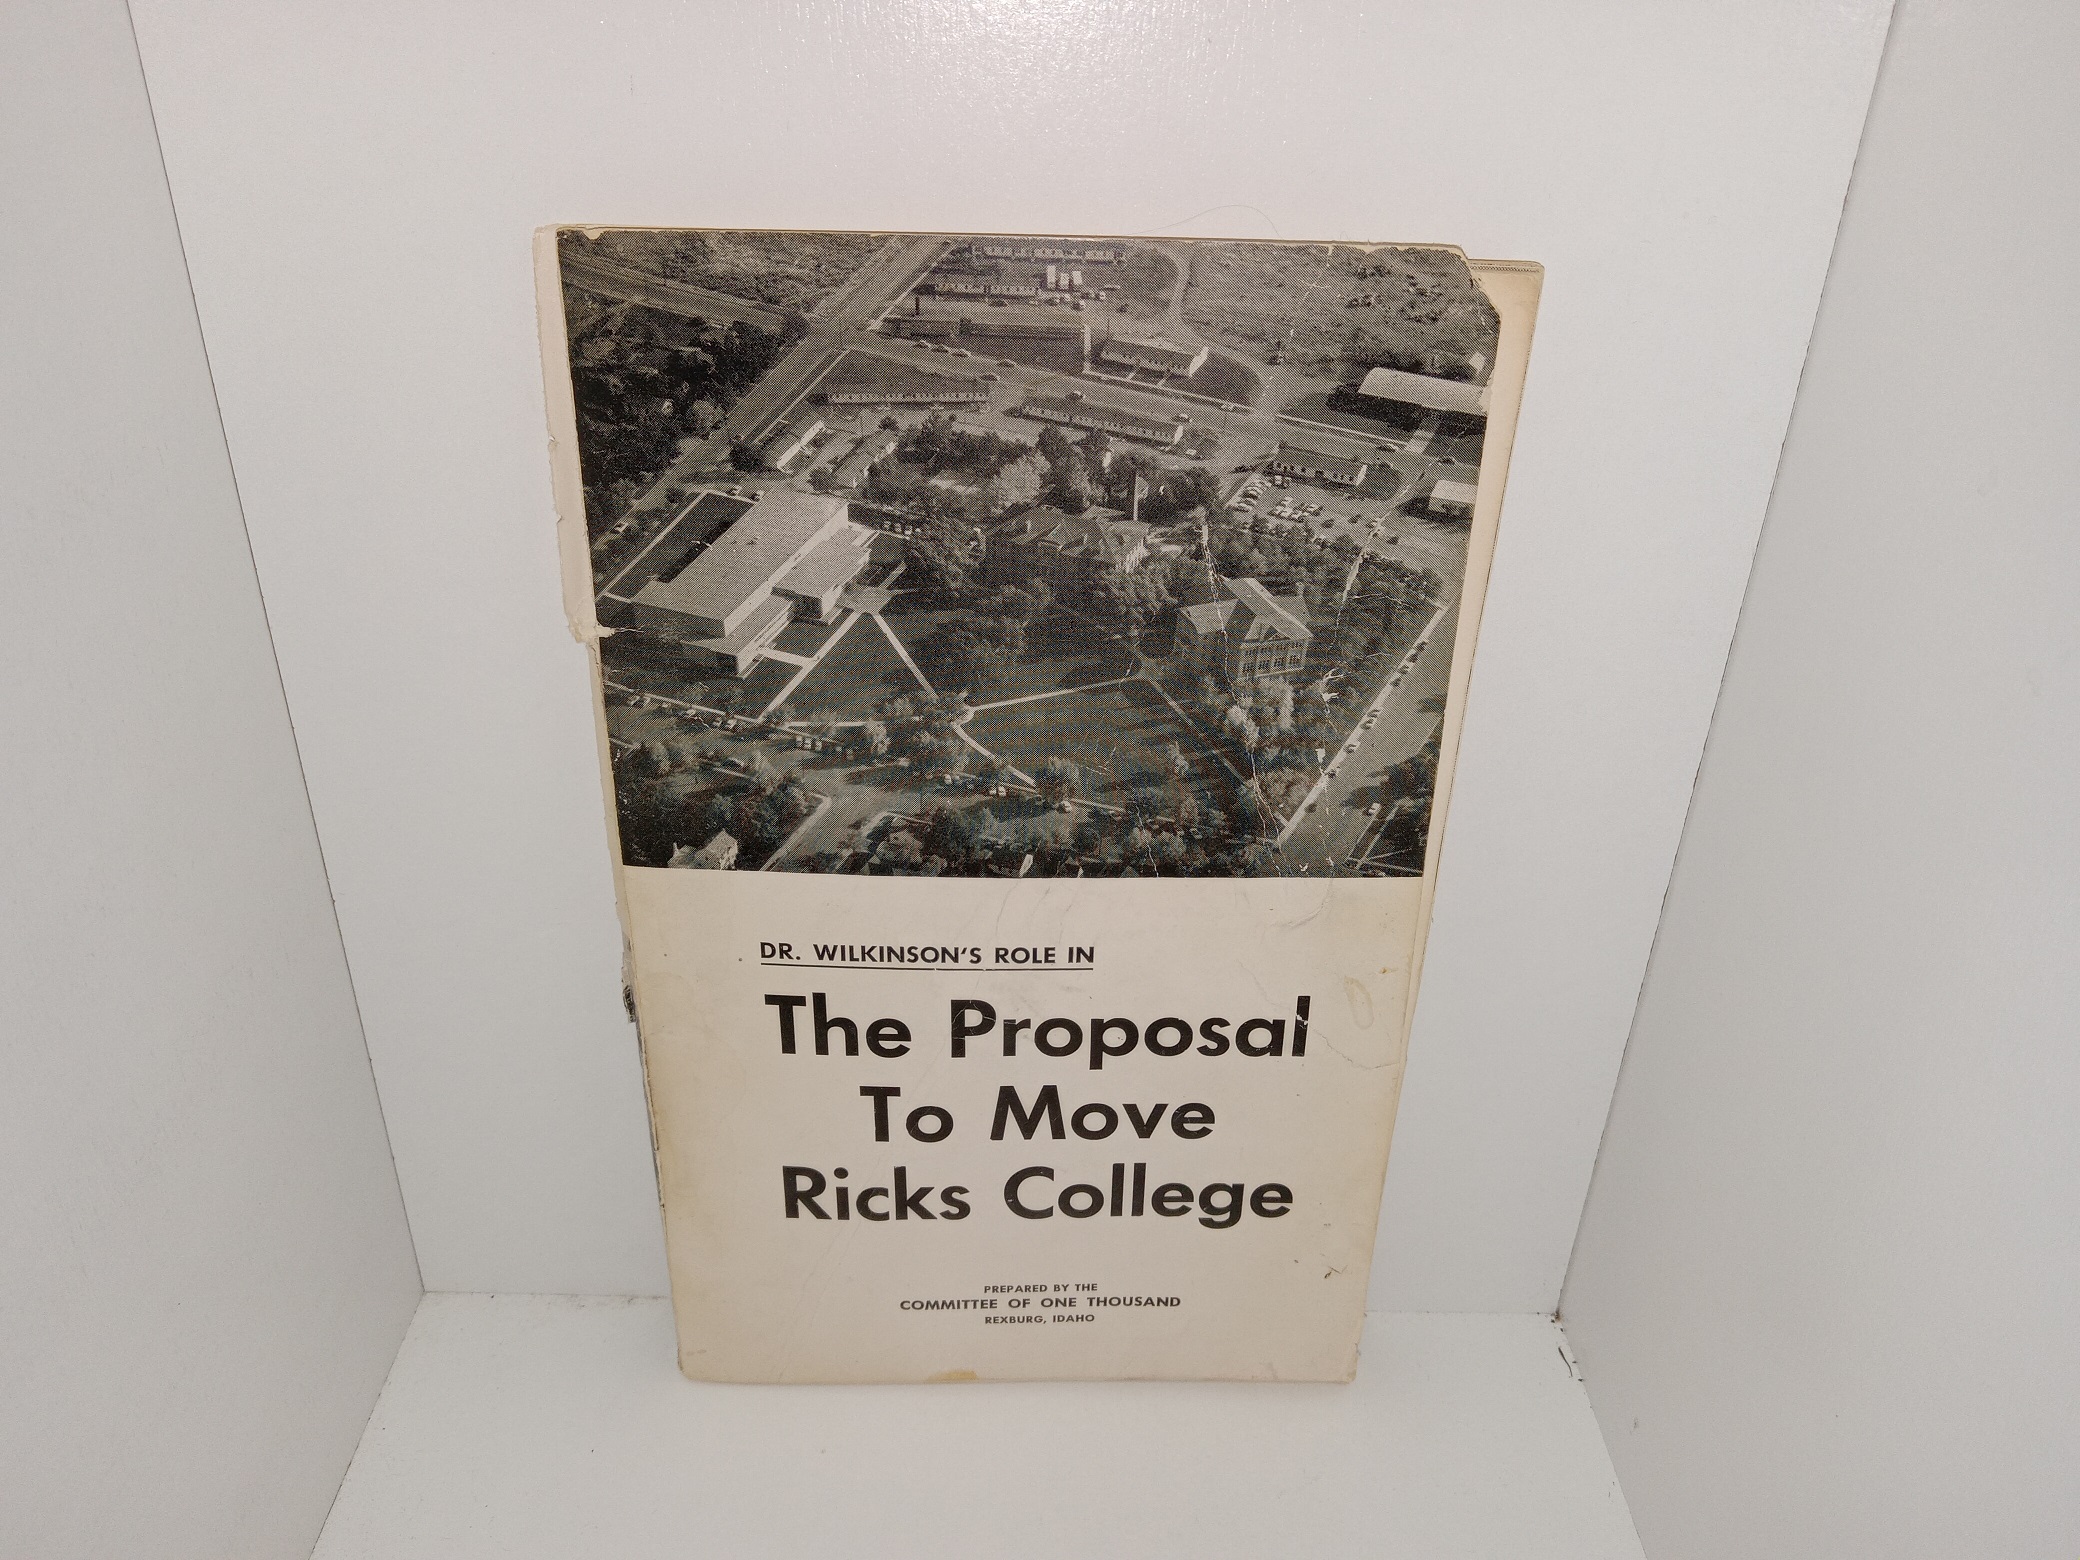 DR. WILKINSON'S ROLE IN
The Proposal
To Move
Ricks College
PREPARED BY THE
COMMITTEE OF ONE THOUSAND
REXBURG, IDAHO